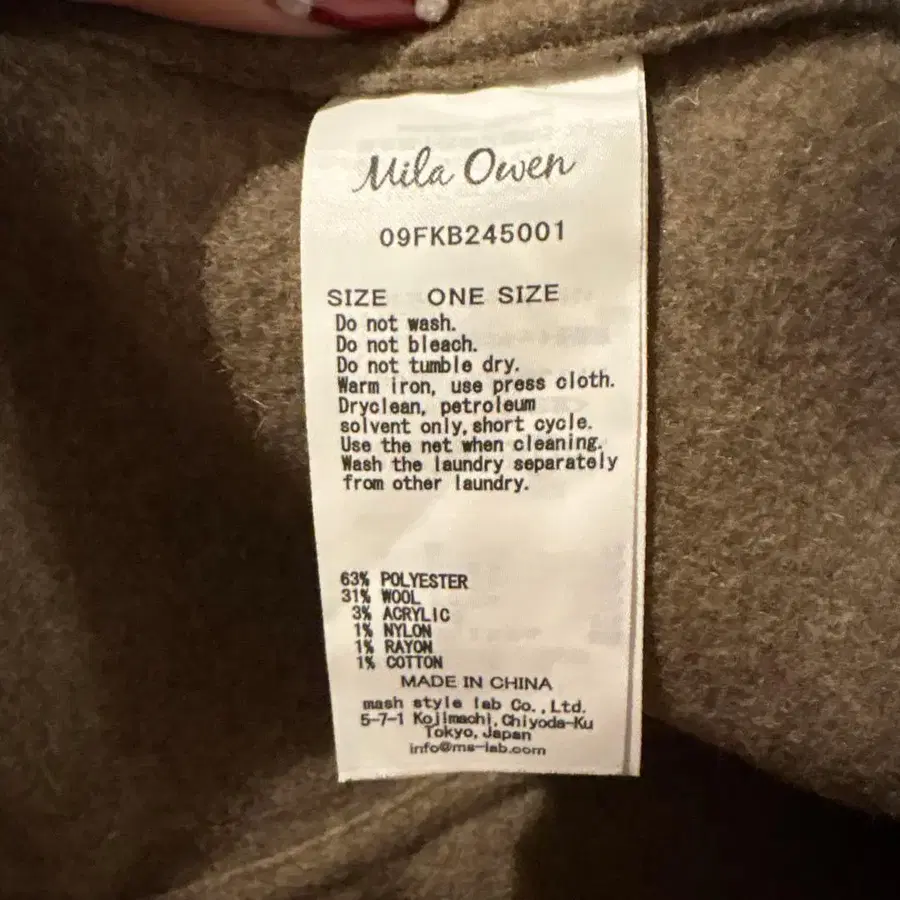 Mila Owen
09FKB245001
SIZE ONE SIZE
Do not wash.
Do not bleach.
Do not tumble dry.
Warm iron, use press cloth.
Dryclean, petroleum
solvent only, short cycle.
Use the net when cleaning.
Wash the laundry separately
from other laundry.
63% POLYESTER
31% WOOL
3% ACRYLIC
1% NYLON
1% RAYON
1% COTTON
MADE IN CHINA
mash style lab Co., Ltd.
5-7-1 Kojimachi, Chiyoda-Ku
Tokyo, Japan
info@ms-lab.com